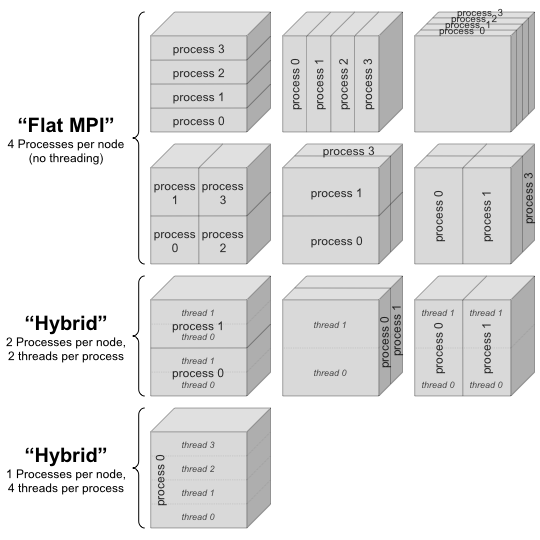 process 3
process 2
process 1
process 0
process 0
process 1
process 2
process 3
process 3
process 2
process 1
process 0
“Flat MPI”
4 Processes per node
(no threading)
process
1
process
3
process
0
process
2
process 3
process 1
process 0
process 0
process 1
process 3
“Hybrid”
2 Processes per node,
2 threads per process
thread 1
process 1
thread 0
thread 1
process 0
thread 0
thread 1
thread 0
process 0
process 1
thread 1
thread 1
process 0
process 1
thread 0
thread 0
“Hybrid”
1 Processes per node,
4 threads per process
process 0
thread 3
thread 2
thread 1
thread 0